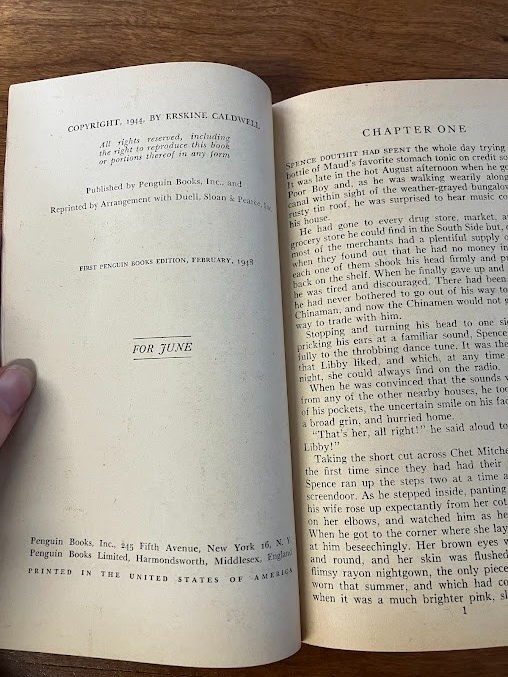 COPYRIGHT, 1944, BY ERSKINE CALDWELL
All rights reserved, including
the right to reproduce this book
or portions thereof in any form
Published by Penguin Books, Inc., and
Reprinted by Arrangement with Duell, Sloan & Pearce, Inc.
FIRST PENGUIN BOOKS EDITION, FEBRUARY, 1948
FOR JUNE
Penguin Books, Inc., 245 Fifth Avenue, New York 16, N. Y.
Penguin Books Limited, Harmondsworth, Middlesex, England
PRINTED IN THE UNITED STATES OF AMERICA
CHAPTER ONE
SPENCE DOUTHIT HAD SPENT the whole day trying
bottle of Maud's favorite stomach tonic on credit so
It was late in the hot August afternoon when he go
Poor Boy and, as he was walking wearily along
canal within sight of the weather-grayed bungalow
rusty tin roof, he was surprised to hear music co
his house.
He had gone to every drug store, market, a
grocery store he could find in the South Side but,
most of the merchants had a plentiful supply o
when they found out that he had no money in
each one of them shook his head firmly and pu
back on the shelf. When he finally gave up and
he was tired and discouraged. There had been
he had never bothered to go out of his way to
Chinaman, and now the Chinamen would not g
way to trade with him.
Stopping and turning his head to one si
pricking his ears at a familiar sound, Spence
fully to the throbbing dance tune. It was the
that Libby liked, and which, at any time
night, she could always find on the radio.
When he was convinced that the sounds
from any of the other nearby houses, he too
of his pockets, the uncertain smile on his fac
a broad grin, and hurried home.
"That's her, all right!" he said aloud to
Libby!"
Taking the short cut across Chet Mitche
the first time since they had had their
Spence ran up the steps two at a time a
screendoor. As he stepped inside, panting
his wife rose up expectantly from her cot
on her elbows, and watched him as he
When he got to the corner where she lay
at him beseechingly. Her brown eyes w
and round, and her skin was flushed
flimsy rayon nightgown, the only piece
worn that summer, and which had co
when it was a much brighter pink, sl
1